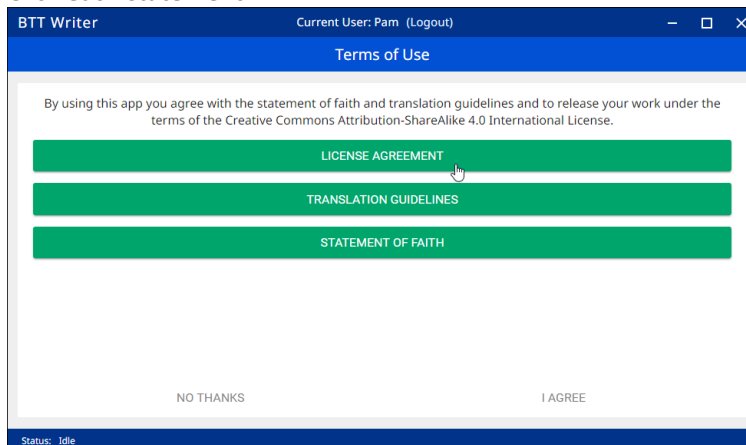 BTT Writer
Current User: Pam (Logout)
Terms of Use
By using this app you agree with the statement of faith and translation guidelines and to release your work under the
terms of the Creative Commons Attribution-ShareAlike 4.0 International License.
LICENSE AGREEMENT
TRANSLATION GUIDELINES
STATEMENT OF FAITH
NO THANKS
I AGREE
Status: Idle